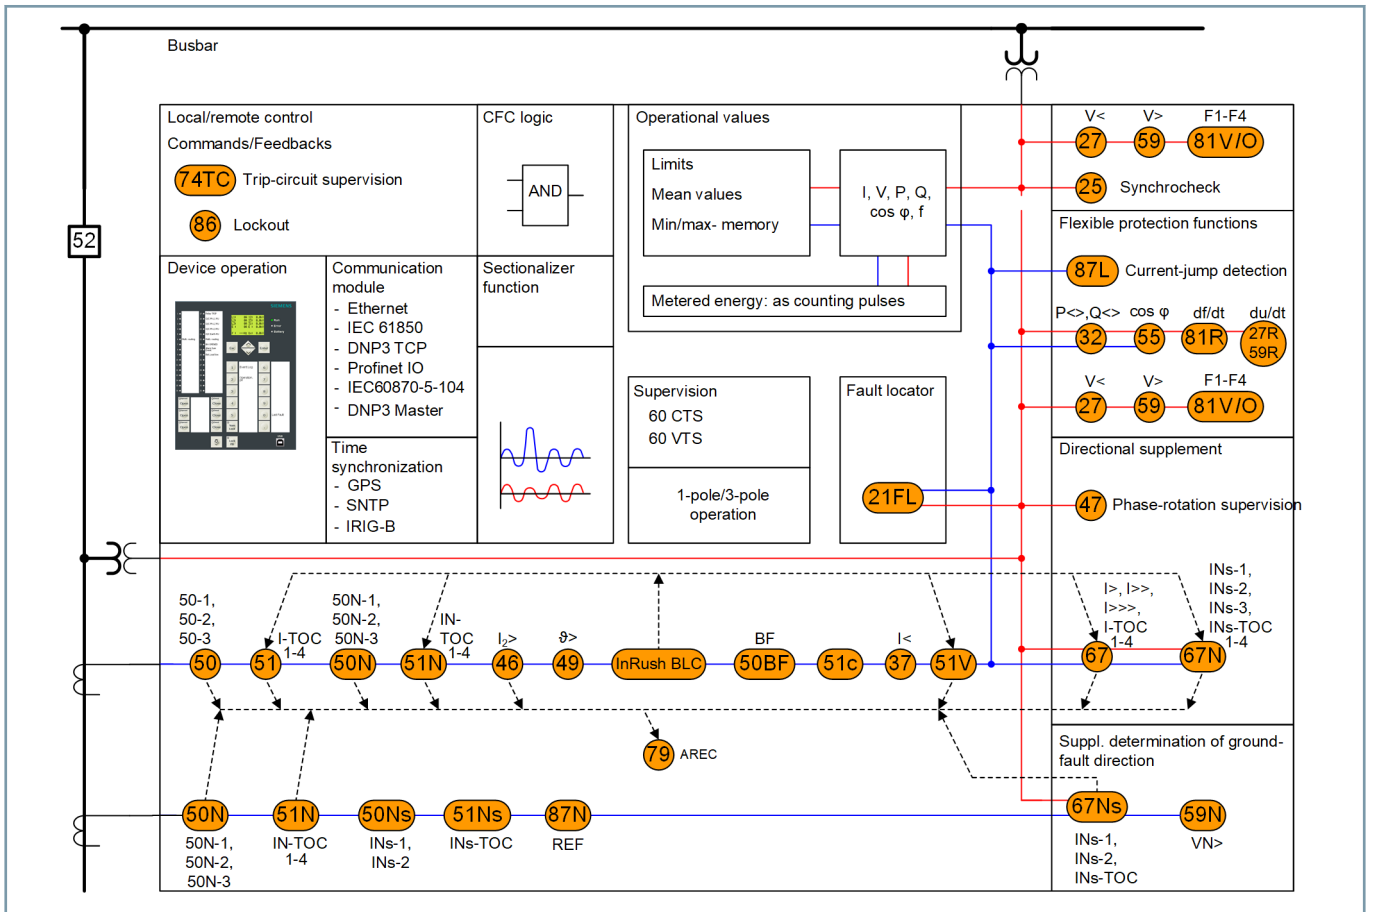 Busbar
52
Local/remote control
Commands/Feedbacks
74TC Trip-circuit supervision
86 Lockout
CFC logic
AND
Operational values
Limits
Mean values
Min/max- memory
I, V, P, Q,
cos φ, f
Metered energy: as counting pulses
V<
V>
F1-F4
27
59
81V/O
25 Synchrocheck
Flexible protection functions
87L Current-jump detection
P<>,Q<>
cos φ
df/dt
du/dt
32
55
81R
27R
59R
V<
V>
F1-F4
27
59
81V/O
Directional supplement
47 Phase-rotation supervision
Device operation
Communication
module
- Ethernet
- IEC 61850
- DNP3 TCP
- Profinet IO
- IEC60870-5-104
- DNP3 Master
Time
synchronization
- GPS
- SNTP
- IRIG-B
Sectionalizer
function
Supervision
60 CTS
60 VTS
1-pole/3-pole
operation
Fault locator
21FL
50-1,
50-2,
50-3
50
I-TOC
1-4
51
50N-1,
50N-2,
50N-3
50N
IN-
TOC
1-4
51N
I2>
46
ϑ>
49
InRush BLC
BF
50BF
51c
I<
37
51V
I>, I>>,
I>>>,
I-TOC
1-4
67
INs-1,
INs-2,
INs-3,
INs-TOC
1-4
67N
79 AREC
Suppl. determination of ground-
fault direction
50N
51N
50Ns
51Ns
87N
67Ns
59N
50N-1,
50N-2,
50N-3
IN-TOC
1-4
INs-1,
INs-2
INs-TOC
REF
INs-1,
INs-2,
INs-TOC
VN>